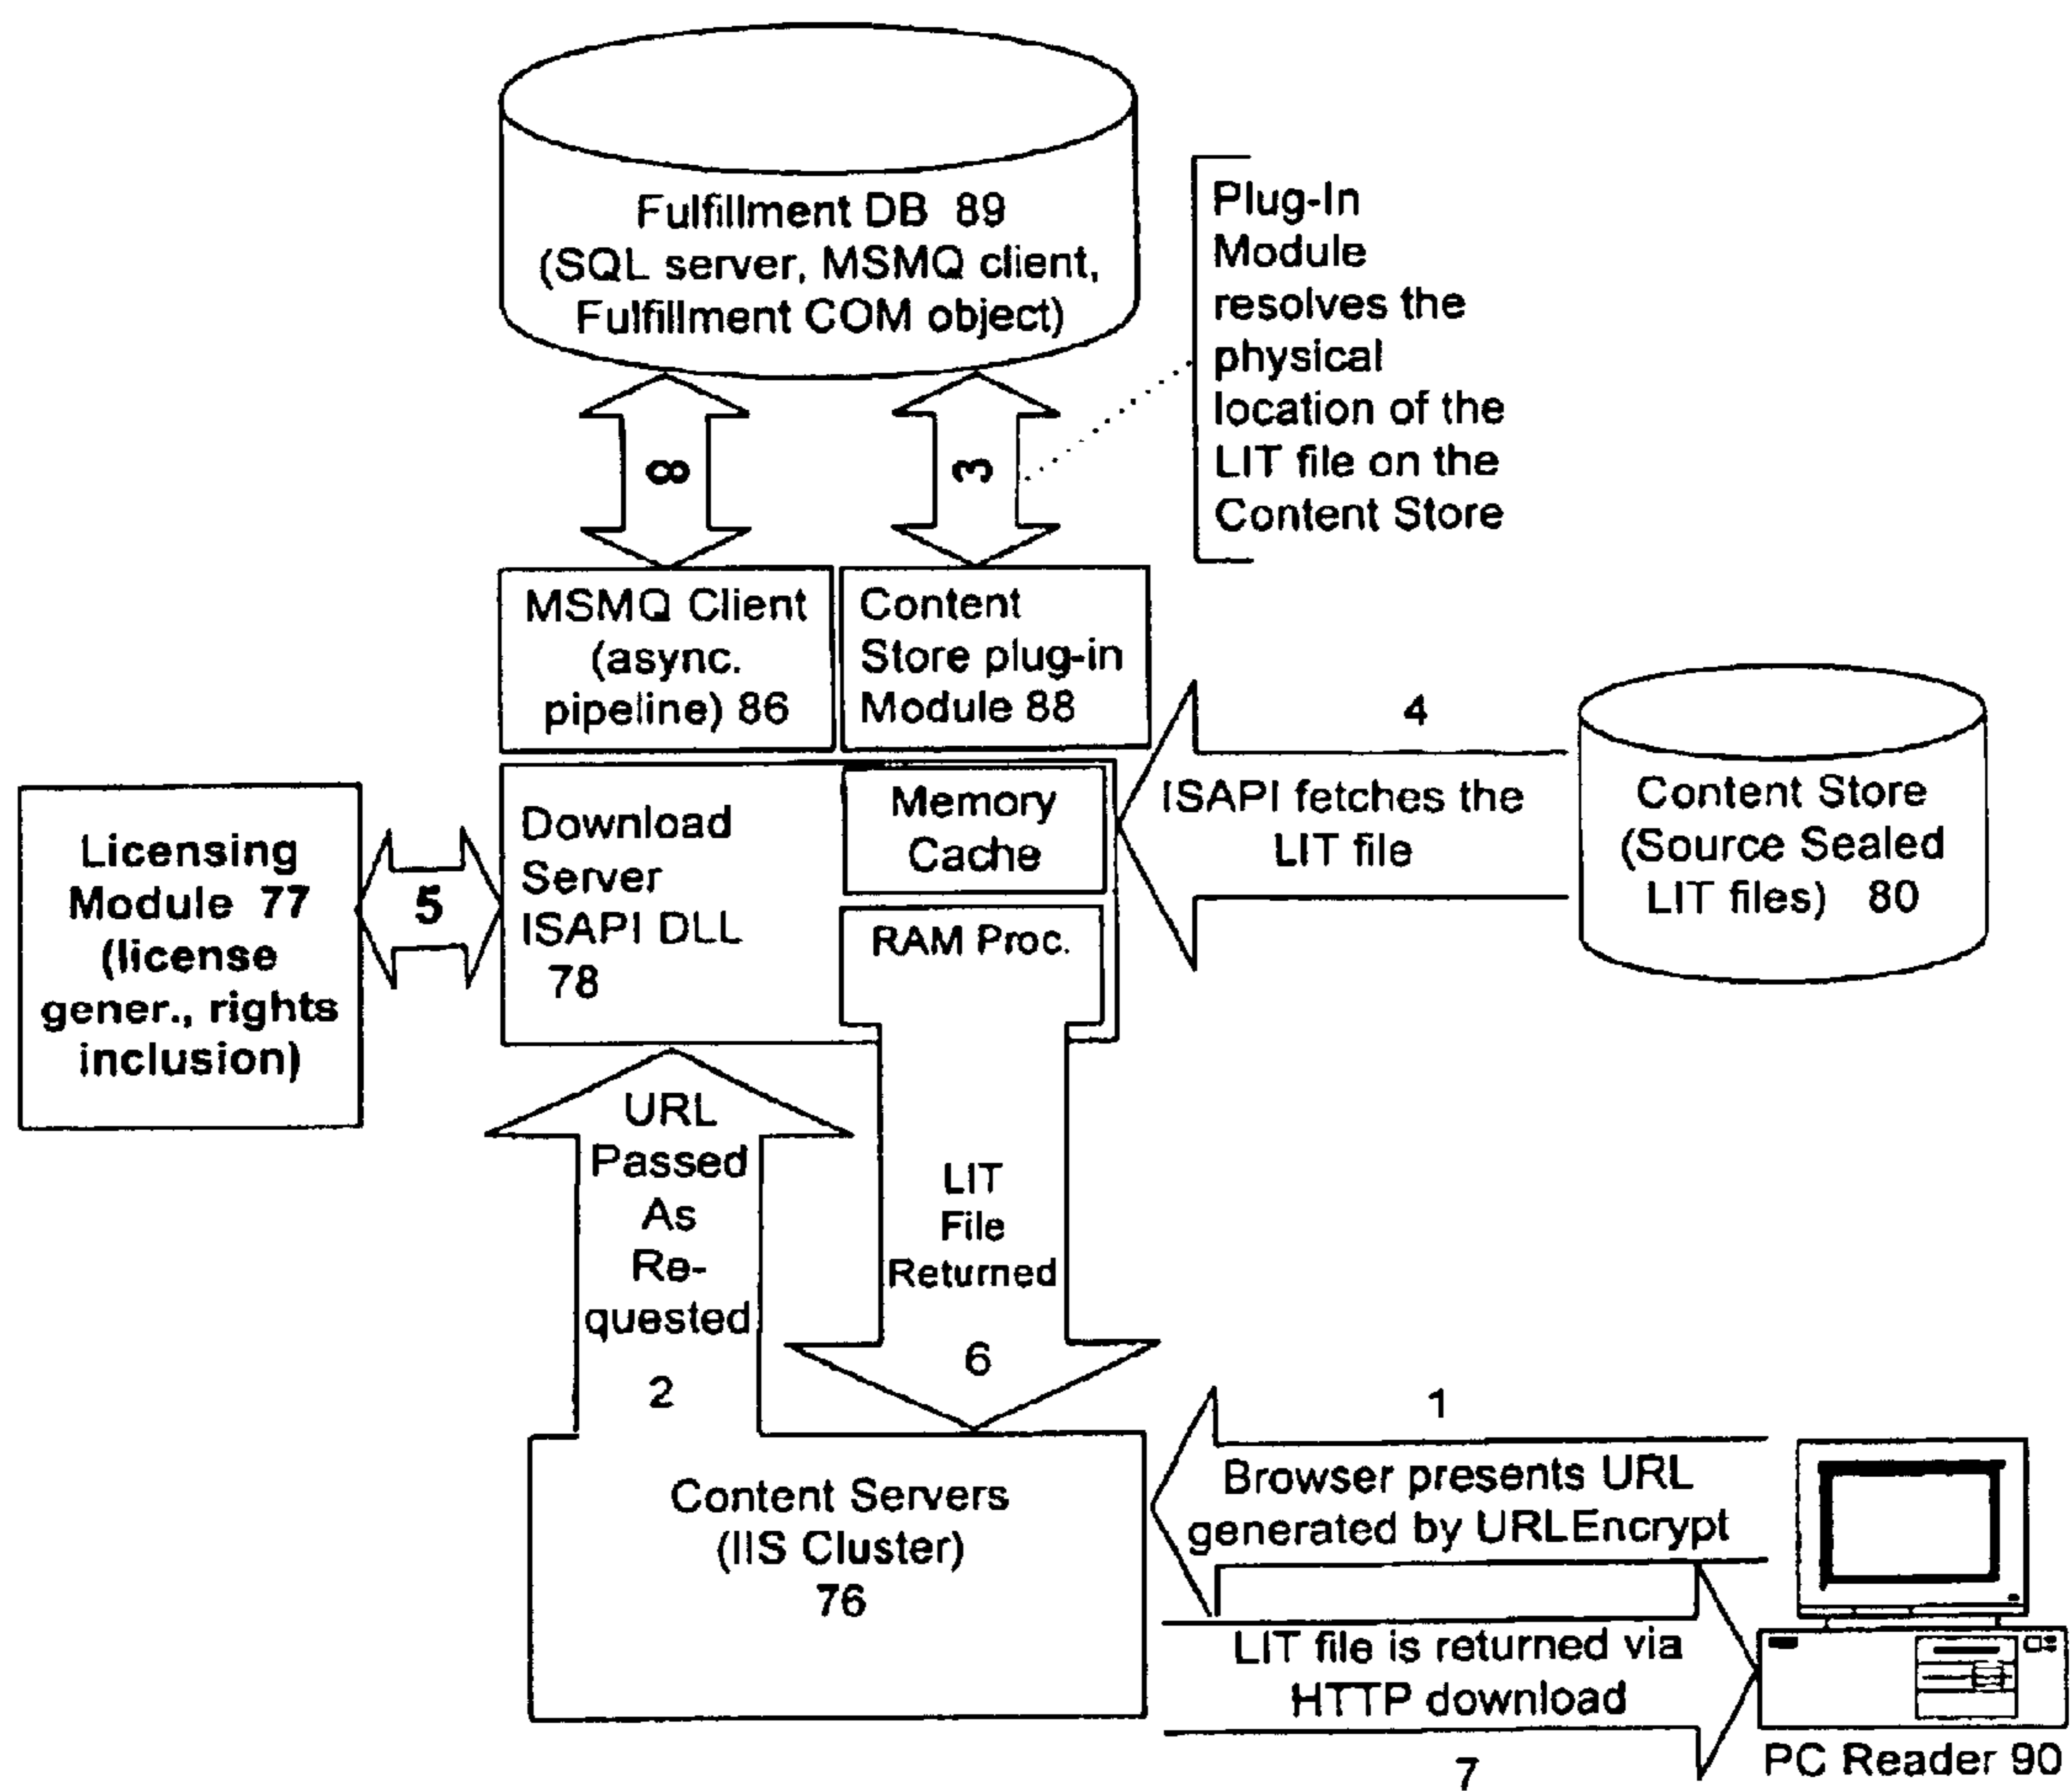 Fulfillment DB 89
(SQL server, MSMQ client,
Fulfillment COM object)
Plug-In
Module
resolves the
physical
location of the
LIT file on the
Content Store
8
3
MSMQ Client
(async.
pipeline) 86
Content
Store plug-in
Module 88
4
ISAPI fetches the
LIT file
Content Store
(Source Sealed
LIT files) 80
Licensing
Module 77
(license
gener., rights
inclusion)
5
Download
Server
ISAPI DLL
78
Memory
Cache
RAM Proc.
URL
Passed
As
Re-
quested
2
LIT
File
Returned
6
Content Servers
(IIS Cluster)
76
1
Browser presents URL
generated by URLEncrypt
LIT file is returned via
HTTP download
7
PC Reader 90